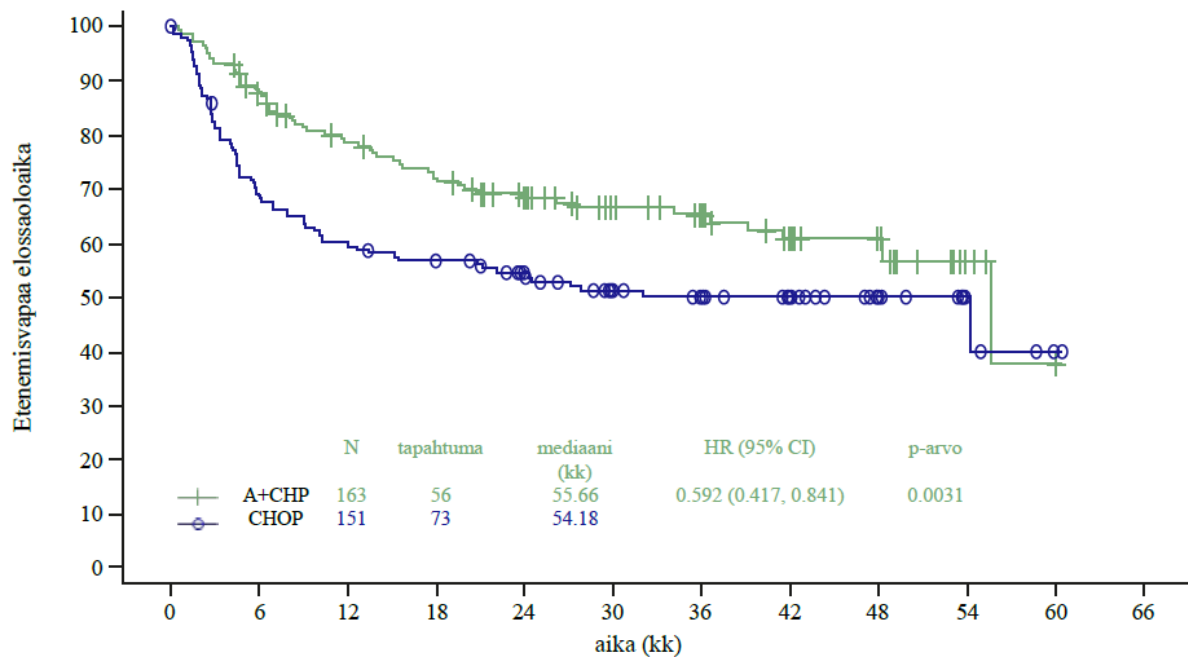 100
90
80
70
60
50
40
30
20
10
0
Etenemisvapaa elossaoloaika
N tapahtuma mediaani (kk) HR (95% CI) p-arvo
A+CHP 163 56 55.66 0.592 (0.417, 0.841) 0.0031
CHOP 151 73 54.18
0 6 12 18 24 30 36 42 48 54 60 66
aika (kk)